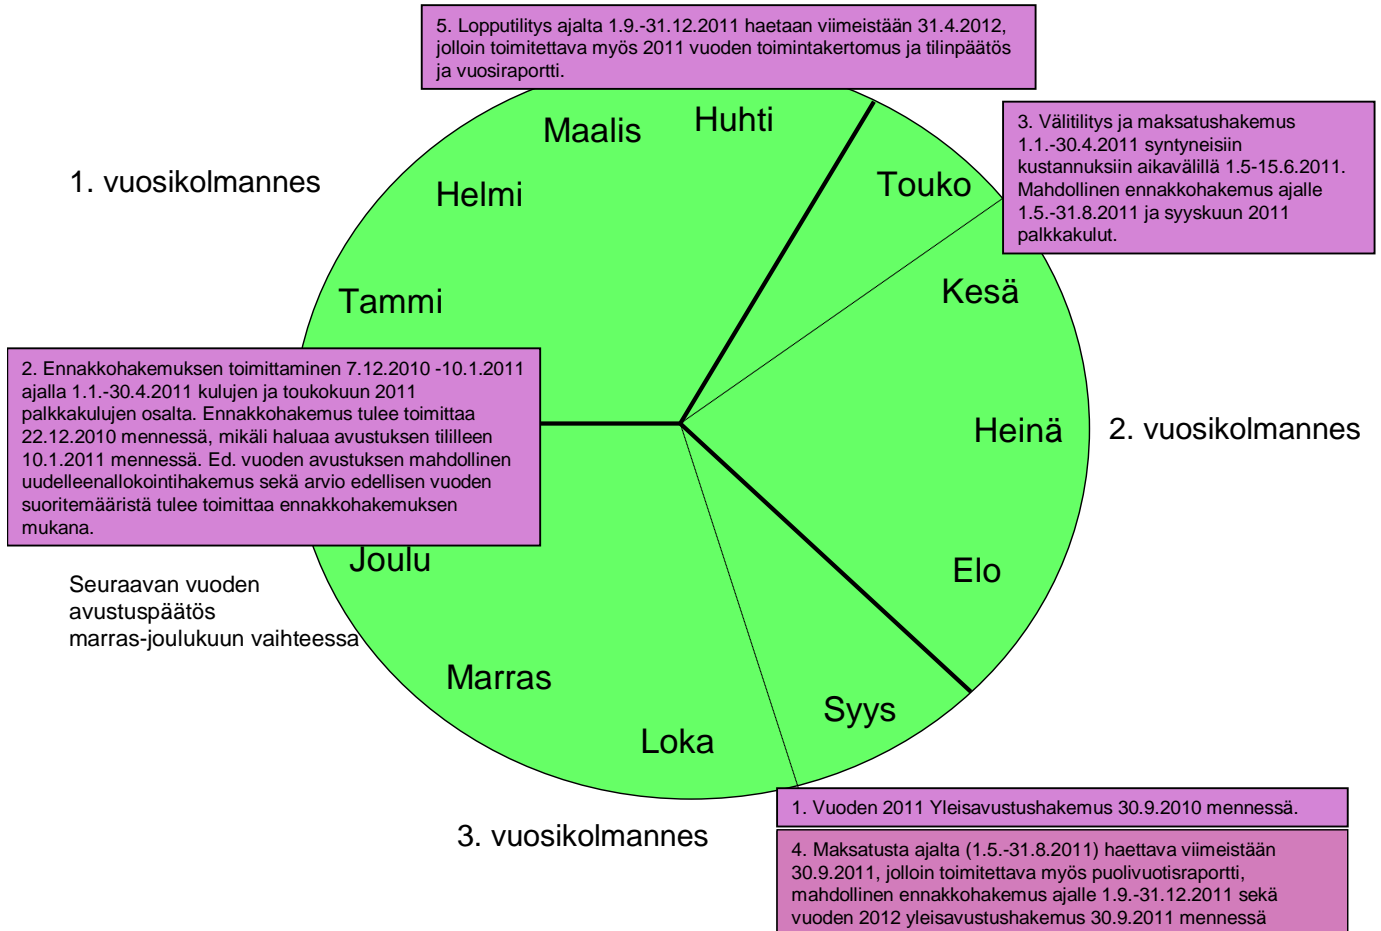 5. Lopputilitys ajalta 1.9.-31.12.2011 haetaan viimeistään 31.4.2012,
jolloin toimitettava myös 2011 vuoden toimintakertomus ja tilinpäätös
ja vuosiraportti.
Maalis
Huhti
3. Välitilitys ja maksatushakemus
1.1.-30.4.2011 syntyneisiin
kustannuksiin aikavälillä 1.5-15.6.2011.
Mahdollinen ennakkohakemus ajalle
1.5.-31.8.2011 ja syyskuun 2011
palkkakulut.
1. vuosikolmannes
Helmi
Touko
Tammi
Kesä
2. Ennakkohakemuksen toimittaminen 7.12.2010 -10.1.2011
ajalla 1.1.-30.4.2011 kulujen ja toukokuun 2011
palkkakulujen osalta. Ennakkohakemus tulee toimittaa
22.12.2010 mennessä, mikäli haluaa avustuksen tililleen
10.1.2011 mennessä. Ed. vuoden avustuksen mahdollinen
uudelleenallokointihakemus sekä arvio edellisen vuoden
suoritemääristä tulee toimittaa ennakkohakemuksen
mukana.
Heinä
2. vuosikolmannes
Joulu
Elo
Seuraavan vuoden
avustuspäätös
marras-joulukuun vaihteessa
Marras
Syys
Loka
3. vuosikolmannes
1. Vuoden 2011 Yleisavustushakemus 30.9.2010 mennessä.
4. Maksatusta ajalta (1.5.-31.8.2011) haettava viimeistään
30.9.2011, jolloin toimitettava myös puolivuotisraportti,
mahdollinen ennakkohakemus ajalle 1.9.-31.12.2011 sekä
vuoden 2012 yleisavustushakemus 30.9.2011 mennessä